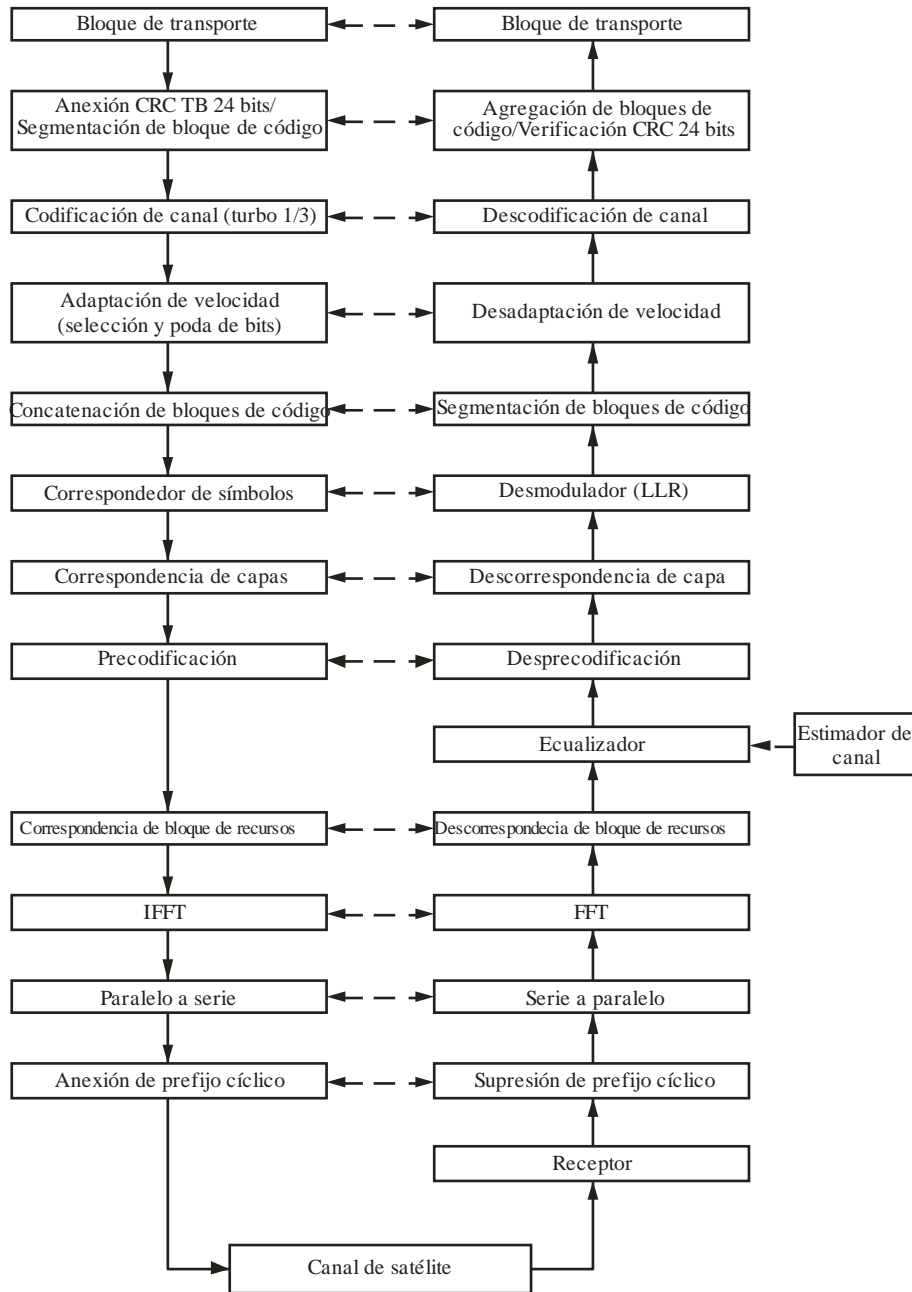 Bloque de transporte
Bloque de transporte
Anexión CRC TB 24 bits/
Segmentación de bloque de código
Agregación de bloques de
código/Verificación CRC 24 bits
Codificación de canal (turbo 1/3)
Descodificación de canal
Adaptación de velocidad
(selección y poda de bits)
Desadaptación de velocidad
Concatenación de bloques de código
Segmentación de bloques de código
Correspondedor de símbolos
Desmodulador (LLR)
Correspondencia de capas
Descorrespondencia de capa
Precodificación
Desprecodificación
Ecualizador
Estimador de
canal
Correspondencia de bloque de recursos
Descorrespondecia de bloque de recursos
IFFT
FFT
Paralelo a serie
Serie a paralelo
Anexión de prefijo cíclico
Supresión de prefijo cíclico
Receptor
Canal de satélite